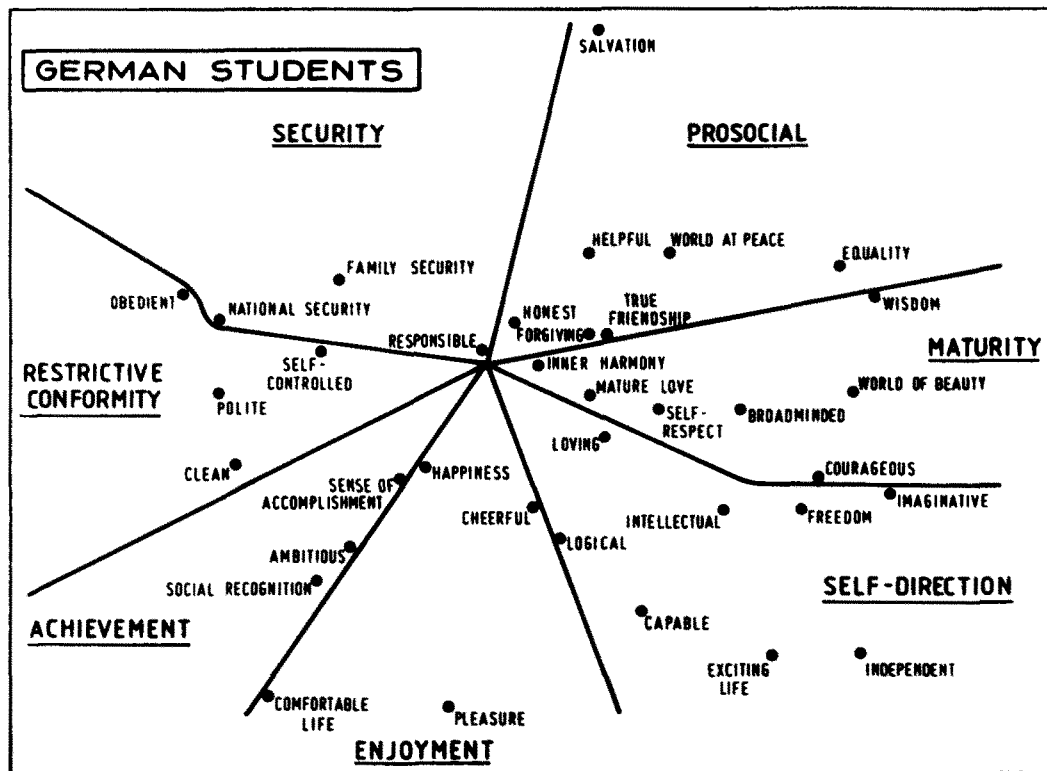 SALVATION
GERMAN STUDENTS
SECURITY
PROSOCIAL
HELPFUL
WORLD AT PEACE
EQUALITY
FAMILY SECURITY
OBEDIENT
NATIONAL SECURITY
HONEST
TRUE
FRIENDSHIP
WISDOM
FORGIVING
RESPONSIBLE
MATURITY
SELF-
CONTROLLED
INNER HARMONY
RESTRICTIVE
CONFORMITY
POLITE
MATURE LOVE
WORLD OF BEAUTY
SELF-
RESPECT
BROADMINDED
LOVING
CLEAN
HAPPINESS
COURAGEOUS
SENSE OF
ACCOMPLISHMENT
IMAGINATIVE
CHEERFUL
INTELLECTUAL
FREEDOM
LOGICAL
AMBITIOUS
SOCIAL RECOGNITION
SELF-DIRECTION
ACHIEVEMENT
CAPABLE
EXCITING
LIFE
INDEPENDENT
COMFORTABLE
LIFE
PLEASURE
ENJOYMENT